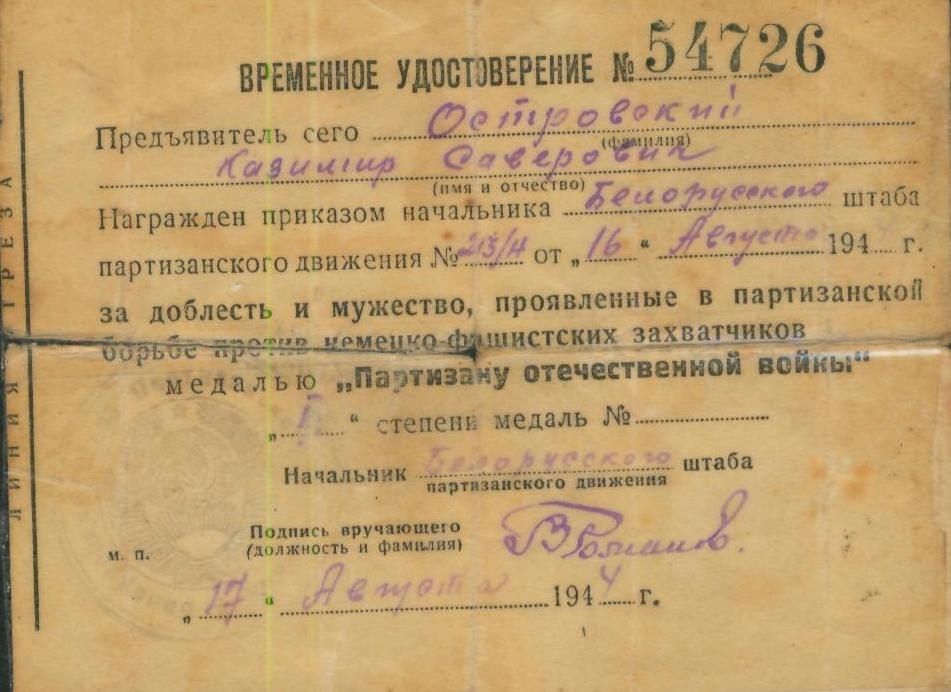 ВРЕМЕННОЕ УДОСТОВЕРЕНИЕ № 54726
Предъявитель сего Островский
(фамилия)
Казимир Саверович
(имя и отчество)
Награжден приказом начальника Белорусского штаба
партизанского движения № 213/Н от „16“ Августа 1944 г.
за доблесть и мужество, проявленные в партизанской
борьбе против немецко-фашистских захватчиков
медалью „Партизану отечественной войны“
„I“ степени медаль №
Начальник Белорусского штаба
партизанского движения
Подпись вручающего
(должность и фамилия) Романов.
м. п.
„17“ Августа 1944 г.
ЛИНИЯ ОТРЕЗА